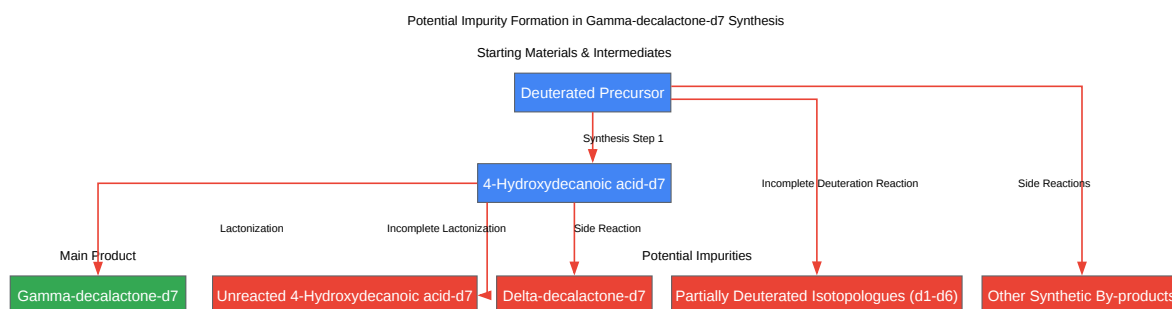 Potential Impurity Formation in Gamma-decalactone-d7 Synthesis
Starting Materials & Intermediates
Deuterated Precursor
Synthesis Step 1
4-Hydroxydecanoic acid-d7
Incomplete Deuteration Reaction
Side Reactions
Lactonization
Incomplete Lactonization
Side Reaction
Main Product
Potential Impurities
Gamma-decalactone-d7
Unreacted 4-Hydroxydecanoic acid-d7
Delta-decalactone-d7
Partially Deuterated Isotopologues (d1-d6)
Other Synthetic By-products